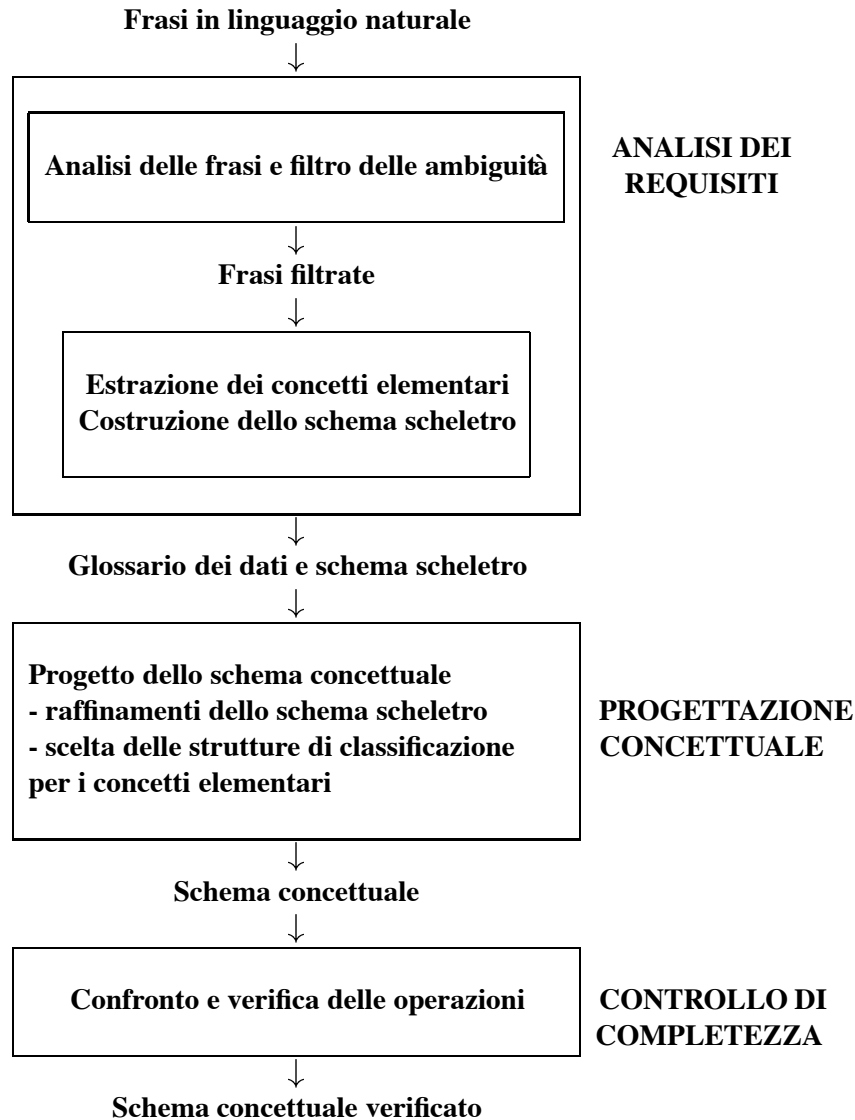 Frasi in linguaggio naturale
Analisi delle frasi e filtro delle ambiguità
ANALISI DEI
REQUISITI
Frasi filtrate
Estrazione dei concetti elementari
Costruzione dello schema scheletro
Glossario dei dati e schema scheletro
Progetto dello schema concettuale
- raffinamenti dello schema scheletro
- scelta delle strutture di classificazione
per i concetti elementari
PROGETTAZIONE
CONCETTUALE
Schema concettuale
Confronto e verifica delle operazioni
CONTROLLO DI
COMPLETEZZA
Schema concettuale verificato